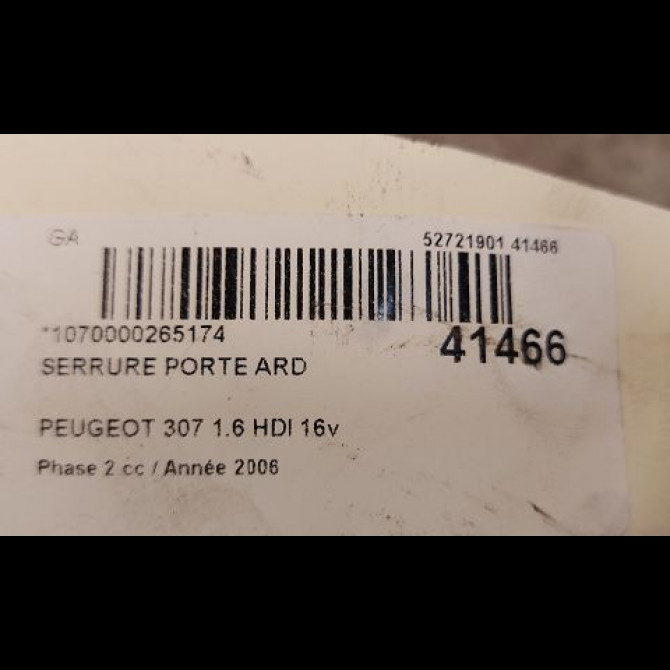 GA
52721901 41466
*1070000265174
41466
SERRURE PORTE ARD
PEUGEOT 307 1.6 HDI 16v
Phase 2 cc / Année 2006